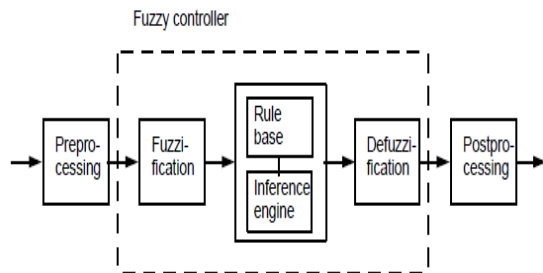 Fuzzy controller
Prepro-
cessing
Fuzzi-
fication
Rule
base
Inference
engine
Defuzzi-
fication
Postpro-
cessing